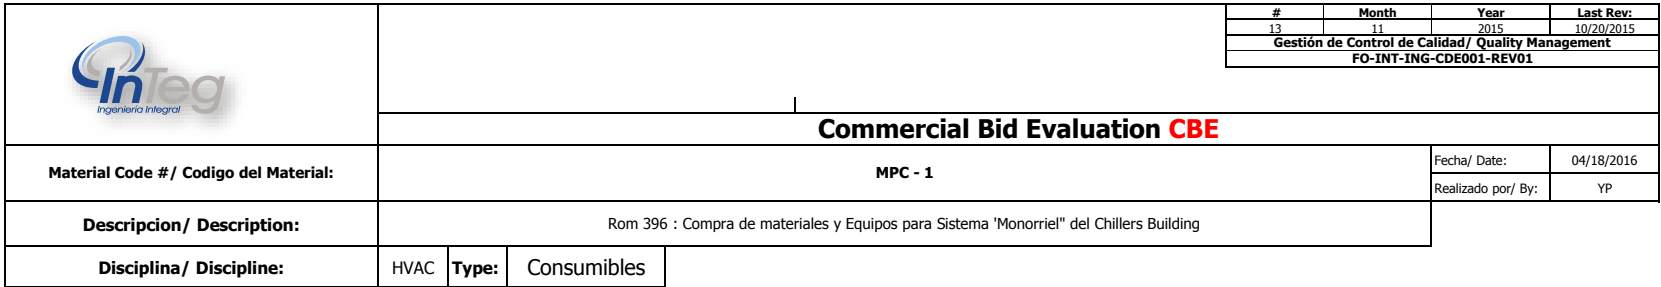 # Month Year Last Rev:
13 11 2015 10/20/2015
Gestión de Control de Calidad/ Quality Management
FO-INT-ING-CDE001-REV01
InTeg
Ingeniería Integral
Commercial Bid Evaluation CBE
Material Code #/ Codigo del Material: MPC - 1 Fecha/ Date: 04/18/2016
Realizado por/ By: YP
Descripcion/ Description: Rom 396 : Compra de materiales y Equipos para Sistema 'Monorriel" del Chillers Building
Disciplina/ Discipline: HVAC Type: Consumibles